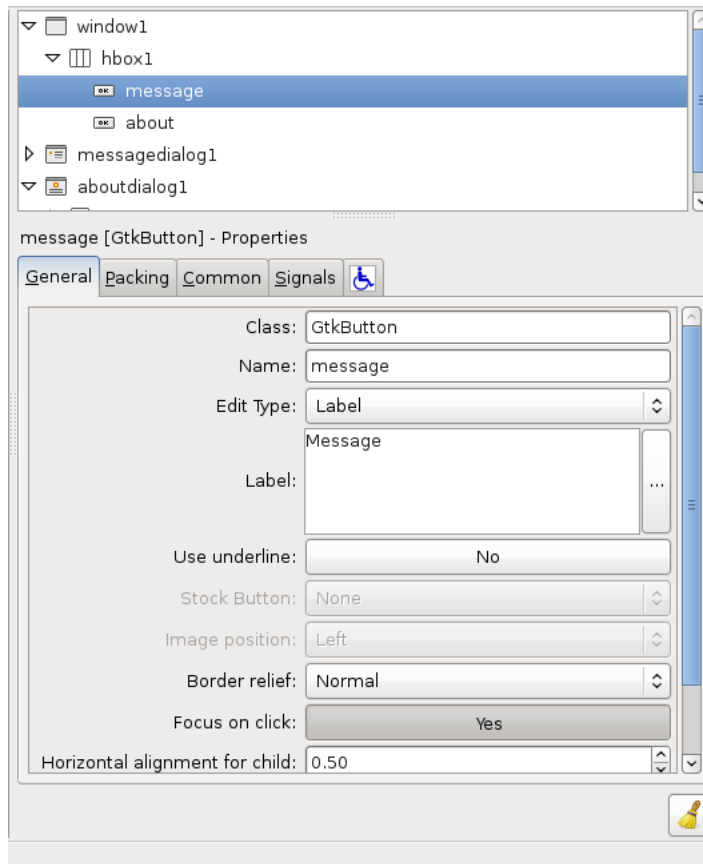 window1
hbox1
message
about
messagedialog1
aboutdialog1
message [GtkButton] - Properties
General Packing Common Signals
Class: GtkButton
Name: message
Edit Type: Label
Message
Label: ...
Use underline: No
Stock Button: None
Image position: Left
Border relief: Normal
Focus on click: Yes
Horizontal alignment for child: 0.50